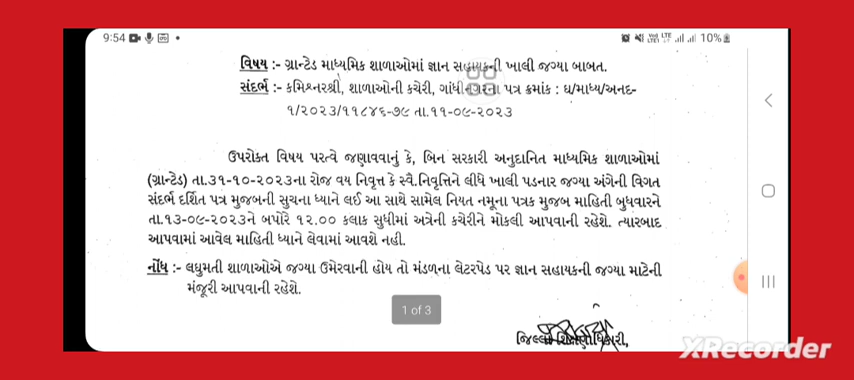 9:54
VoLTE1 LTE 10%
વિષય :- ગ્રાન્ટેડ માધ્યમિક શાળાઓમાં જ્ઞાન સહાયકની ખાલી જગ્યા બાબત.
સંદર્ભ :- કમિશ્નરશ્રી, શાળાઓની કચેરી, ગાંધીનગરના પત્ર ક્રમાંક : ઘ/માધ્ય/અનદ-
૧/૨૦૨૩/૧૧૮૪૬-૭૯ તા.૧૧-૦૯-૨૦૨૩
ઉપરોક્ત વિષય પરત્વે જણાવવાનું કે, બિન સરકારી અનુદાનિત માધ્યમિક શાળાઓમાં
(ગ્રાન્ટેડ) તા.૩૧-૧૦-૨૦૨૩ના રોજ વય નિવૃત્ત કે સ્વૈ.નિવૃત્તિને લીધે ખાલી પડનાર જગ્યા અંગેની વિગત
સંદર્ભ દર્શિત પત્ર મુજબની સુચના ધ્યાને લઈ આ સાથે સામેલ નિયત નમૂના પત્રક મુજબ માહિતી બુધવારને
તા.૧૩-૦૯-૨૦૨૩ને બપોરે ૧૨.૦૦ કલાક સુધીમાં અત્રેની કચેરીને મોકલી આપવાની રહેશે. ત્યારબાદ
આપવામાં આવેલ માહિતી ધ્યાને લેવામાં આવશે નહી.
નોંધ :- લઘુમતી શાળાઓએ જગ્યા ઉમેરવાની હોય તો મંડળના લેટરપેડ પર જ્ઞાન સહાયકની જગ્યા માટેની
મંજૂરી આપવાની રહેશે.
1 of 3
જિલ્લા શિક્ષણાધિકારી,
XRecorder